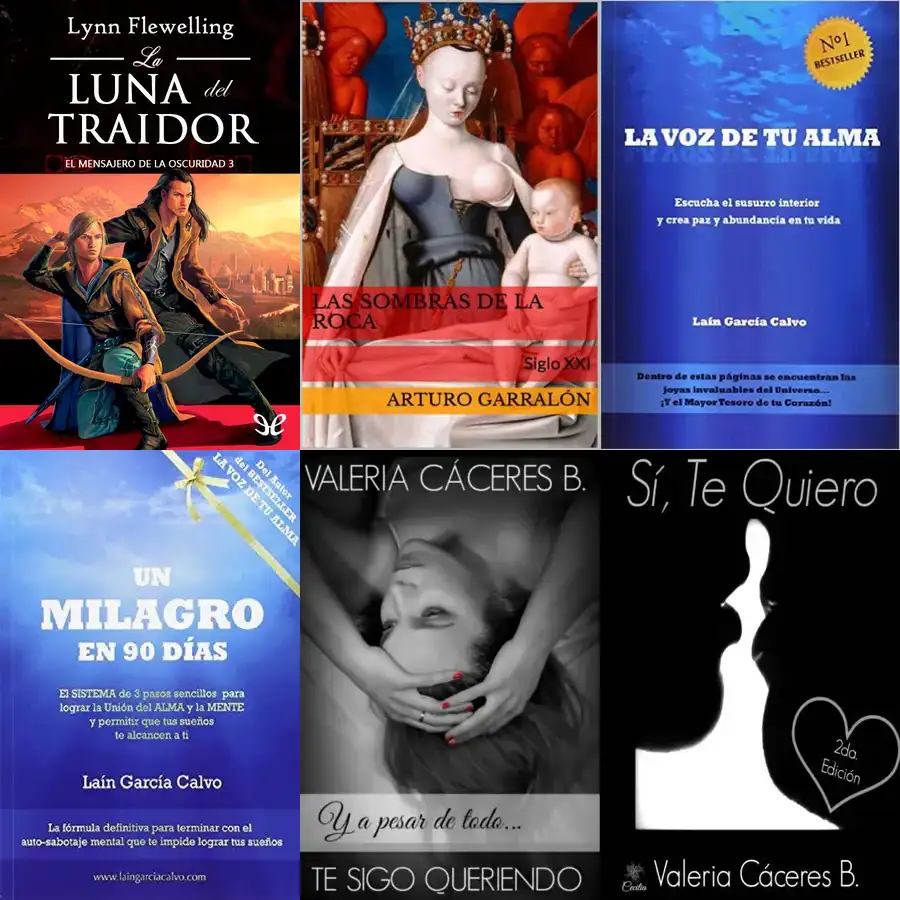 Lynn Flewelling
La
LUNA del
TRAIDOR
EL MENSAJERO DE LA OSCURIDAD 3
LAS SOMBRAS DE LA
ROCA
Siglo XXI
ARTURO GARRALÓN
Nº1
BESTSELLER
LA VOZ DE TU ALMA
Escucha el susurro interior
y crea paz y abundancia en tu vida
Laín García Calvo
Dentro de estas páginas se encuentran las
joyas invaluables del Universo...
¡Y el Mayor Tesoro de tu Corazón!
Del Autor
del BESTSELLER
LA VOZ DE TU ALMA
UN
MILAGRO
EN 90 DÍAS
El SISTEMA de 3 pasos sencillos para
lograr la Unión del ALMA y la MENTE
y permitir que tus sueños
te alcancen a ti
Laín García Calvo
La fórmula definitiva para terminar con el
auto-sabotaje mental que te impide lograr tus sueños
www.laingarciacalvo.com
VALERIA CÁCERES B.
Y a pesar de todo...
TE SIGO QUERIENDO
Sí, Te Quiero
2da.
Edición
Cecilia
Valeria Cáceres B.